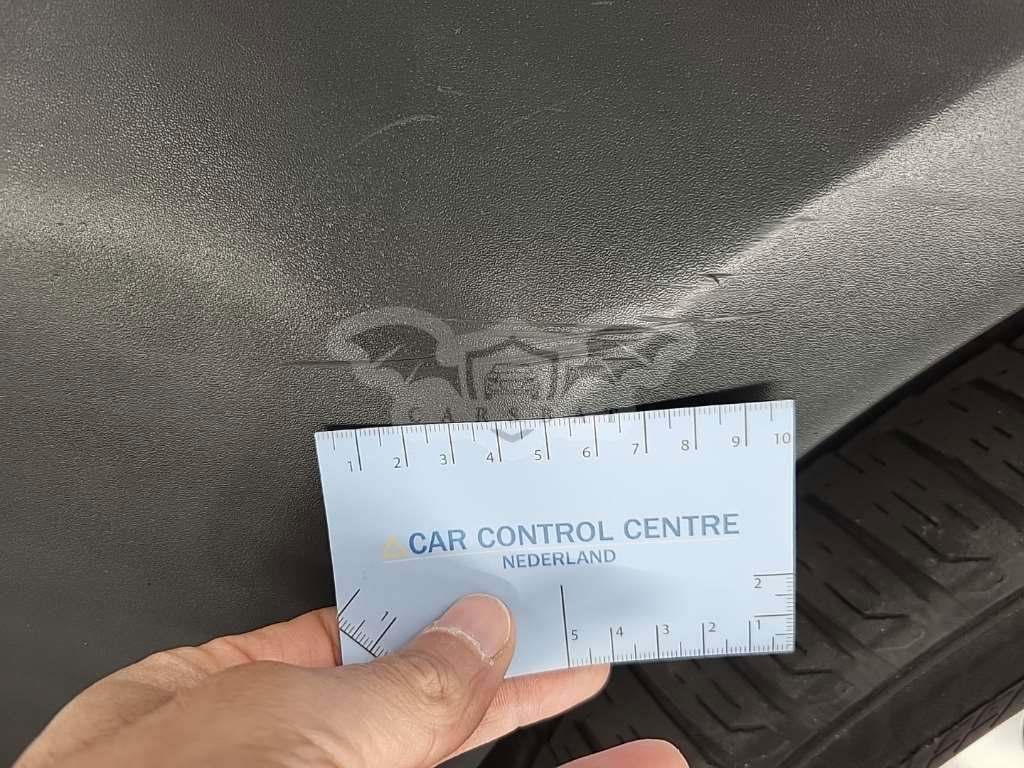 CARSBAT
1 2 3 4 5 6 7 8 9 10
CAR CONTROL CENTRE
NEDERLAND
2
1
5 4 3 2 1